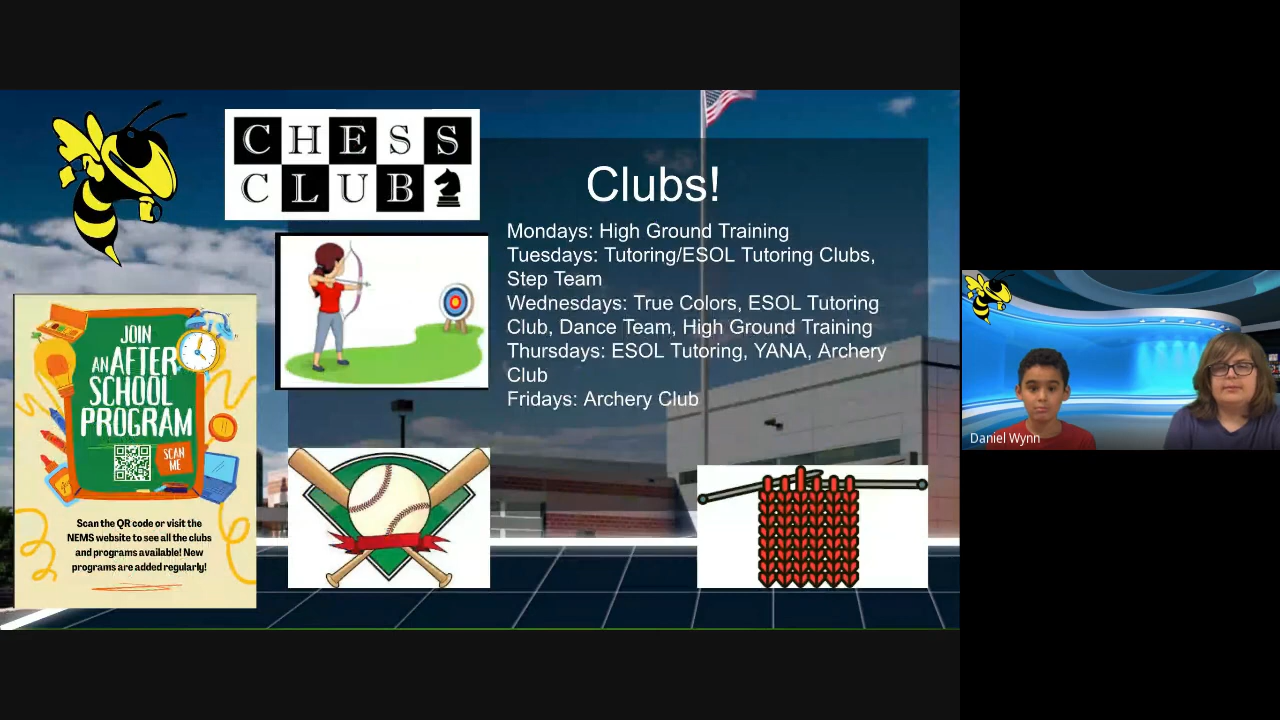 CHESS
CLUB
Clubs!
Mondays: High Ground Training
Tuesdays: Tutoring/ESOL Tutoring Clubs,
Step Team
Wednesdays: True Colors, ESOL Tutoring
Club, Dance Team, High Ground Training
Thursdays: ESOL Tutoring, YANA, Archery
Club
Fridays: Archery Club
JOIN
AN AFTER
SCHOOL
PROGRAM
SCAN
ME
Scan the QR code or visit the
NEMS website to see all the clubs
and programs available! New
programs are added regularly!
Daniel Wynn